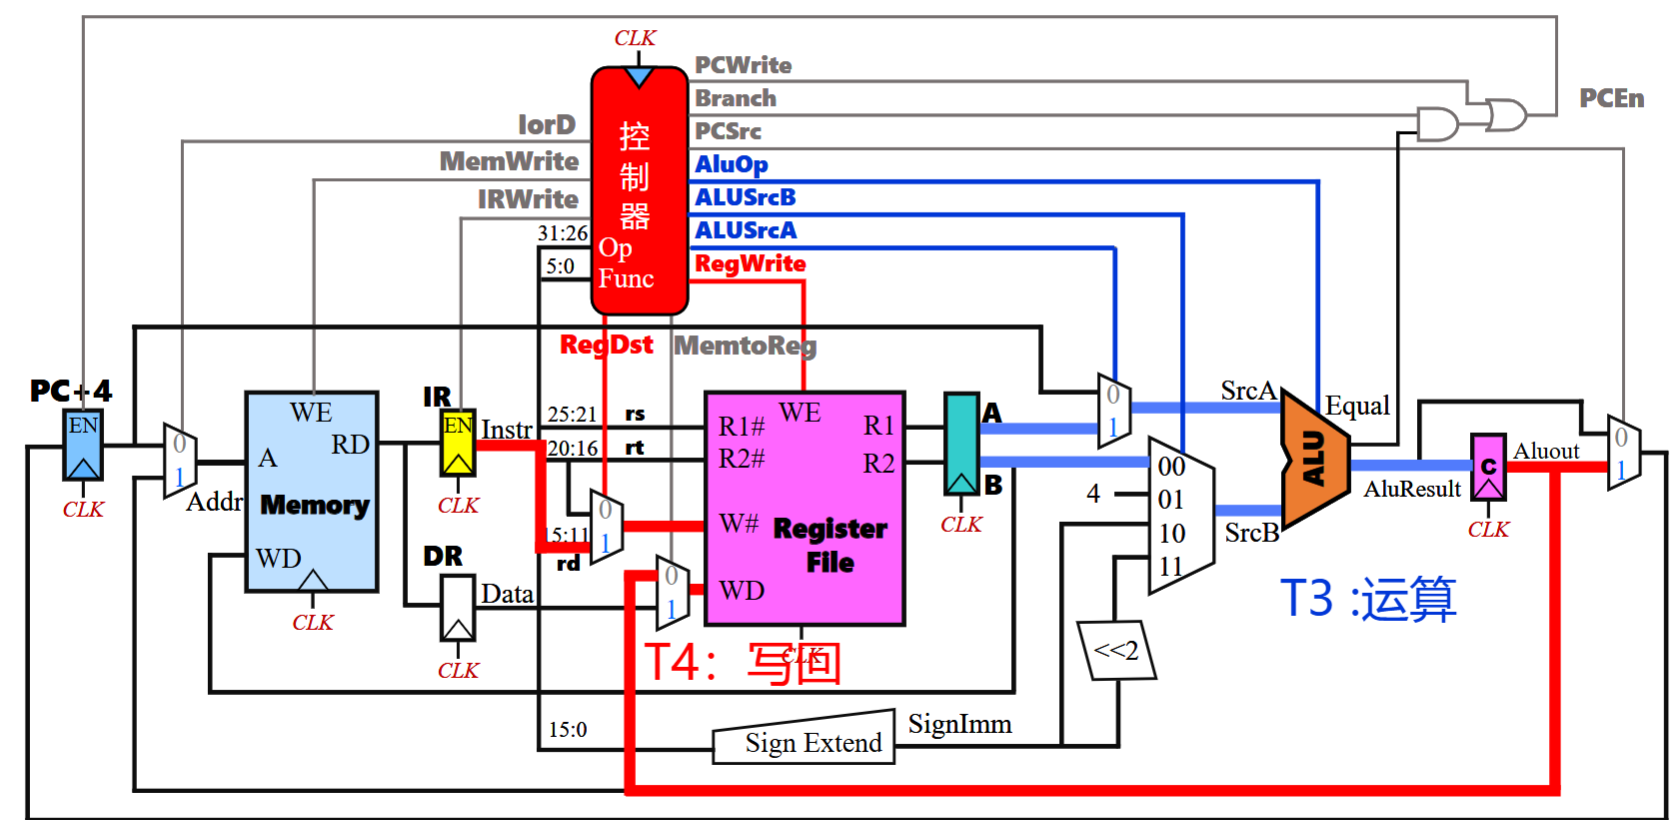 CLK
PCWrite
Branch
PCEn
IorD
PCSrc
MemWrite
AluOp
IRWrite
ALUSrcB
控
制
器
31:26
Op
ALUSrcA
5:0
Func
RegWrite
RegDst
MemtoReg
PC+4
EN
CLK
0
1
Addr
WE
RD
A
Memory
WD
CLK
IR
EN
Instr
CLK
DR
Data
CLK
25:21 rs
20:16 rt
0
15:11
1
rd
0
1
WE
R1#
R1
R2#
R2
W#
Register
File
WD
CLK
T4：写回
A
B
CLK
0
1
4
00
01
10
11
SrcA
SrcB
ALU
Equal
AluResult
C
CLK
Aluout
0
1
T3 :运算
<<2
15:0
Sign Extend
SignImm